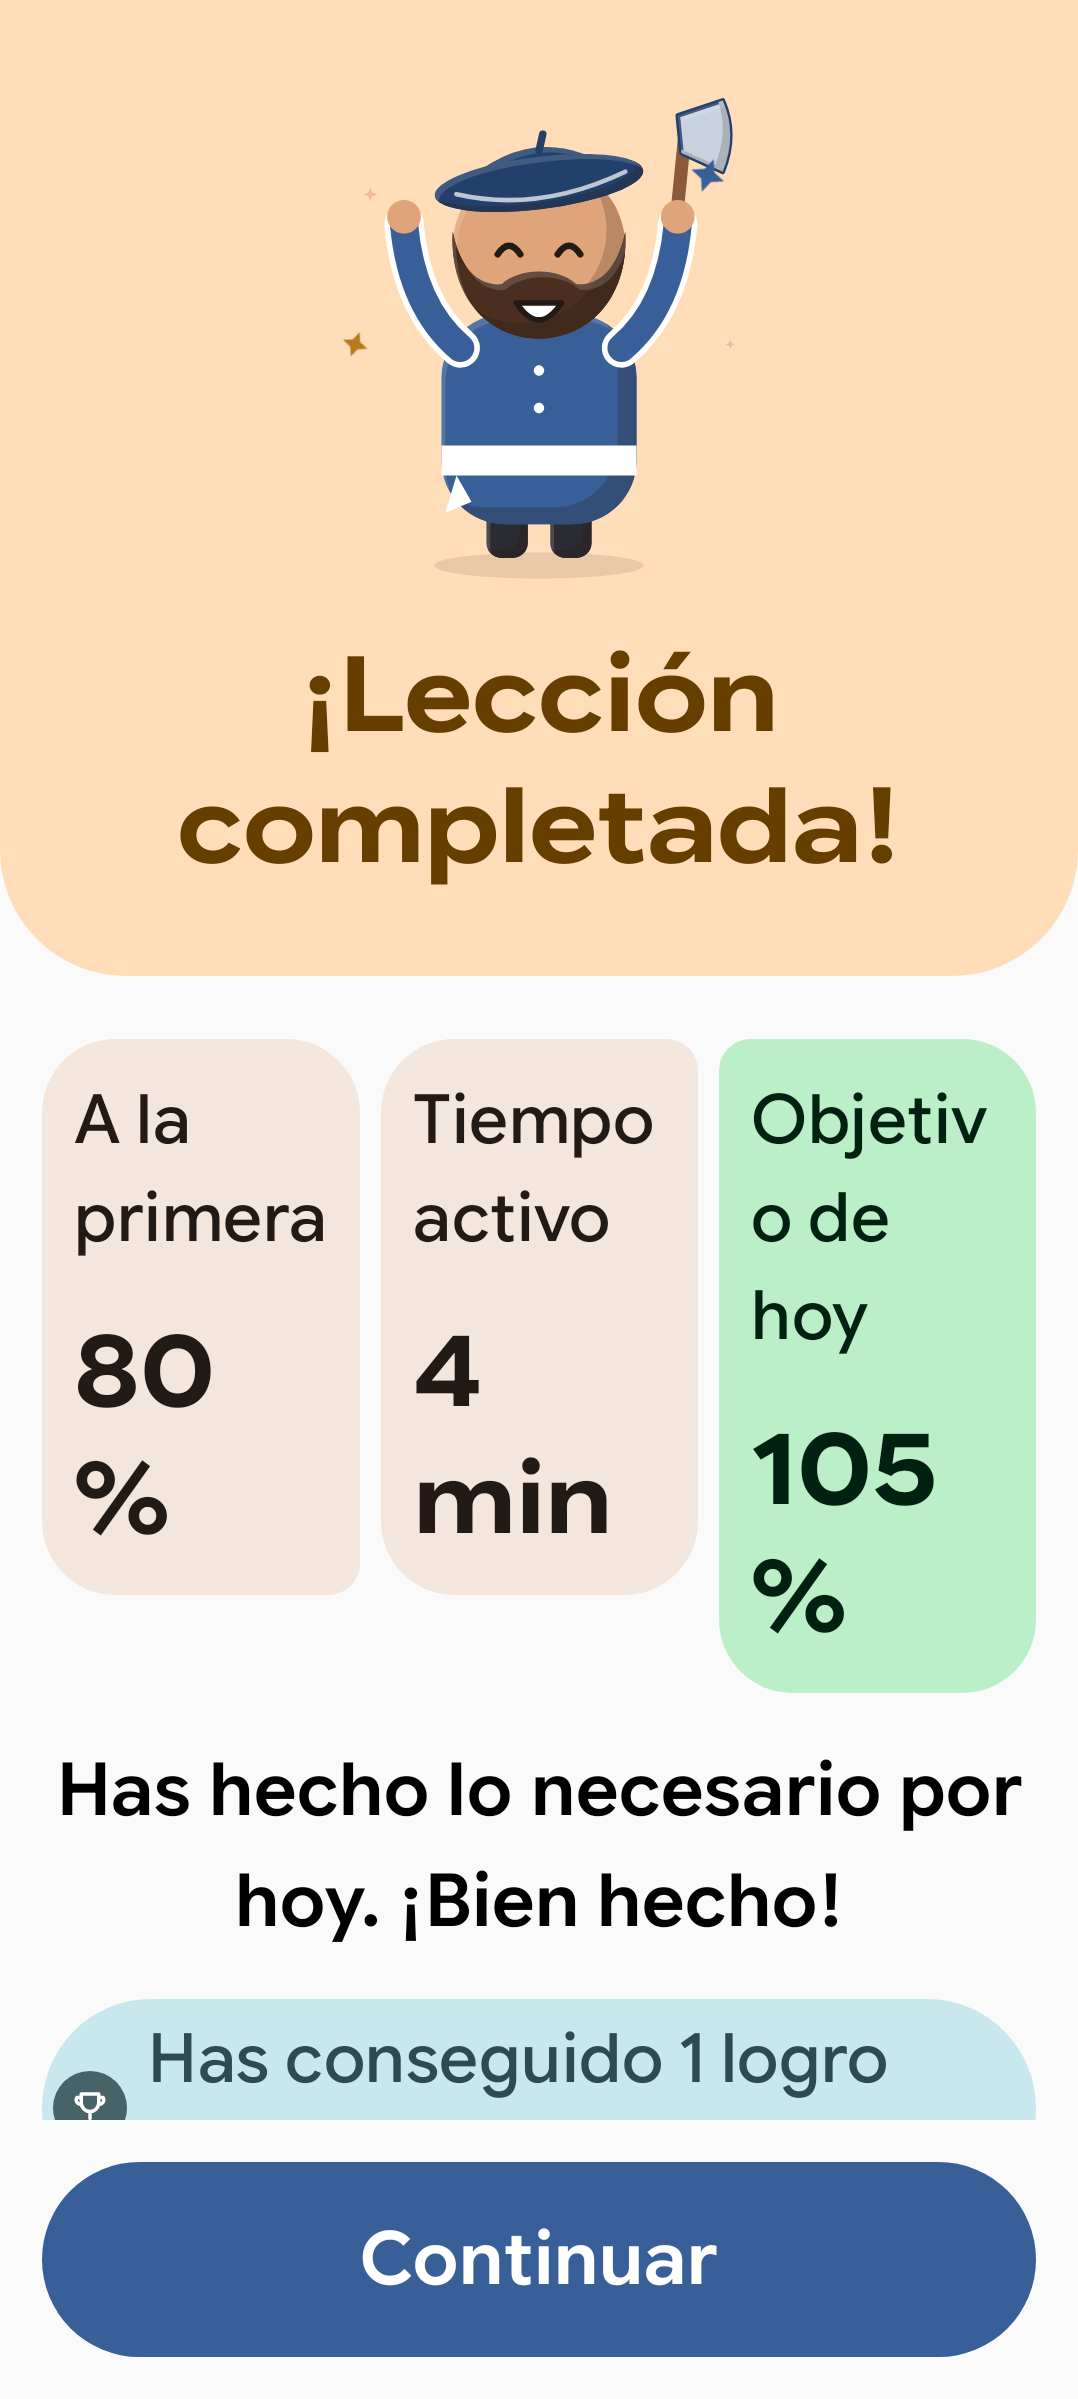 ¡Lección
completada!
A la
primera
80
%
Tiempo
activo
4
min
Objetiv
o de
hoy
105
%
Has hecho lo necesario por
hoy. ¡Bien hecho!
Has conseguido 1 logro
Continuar